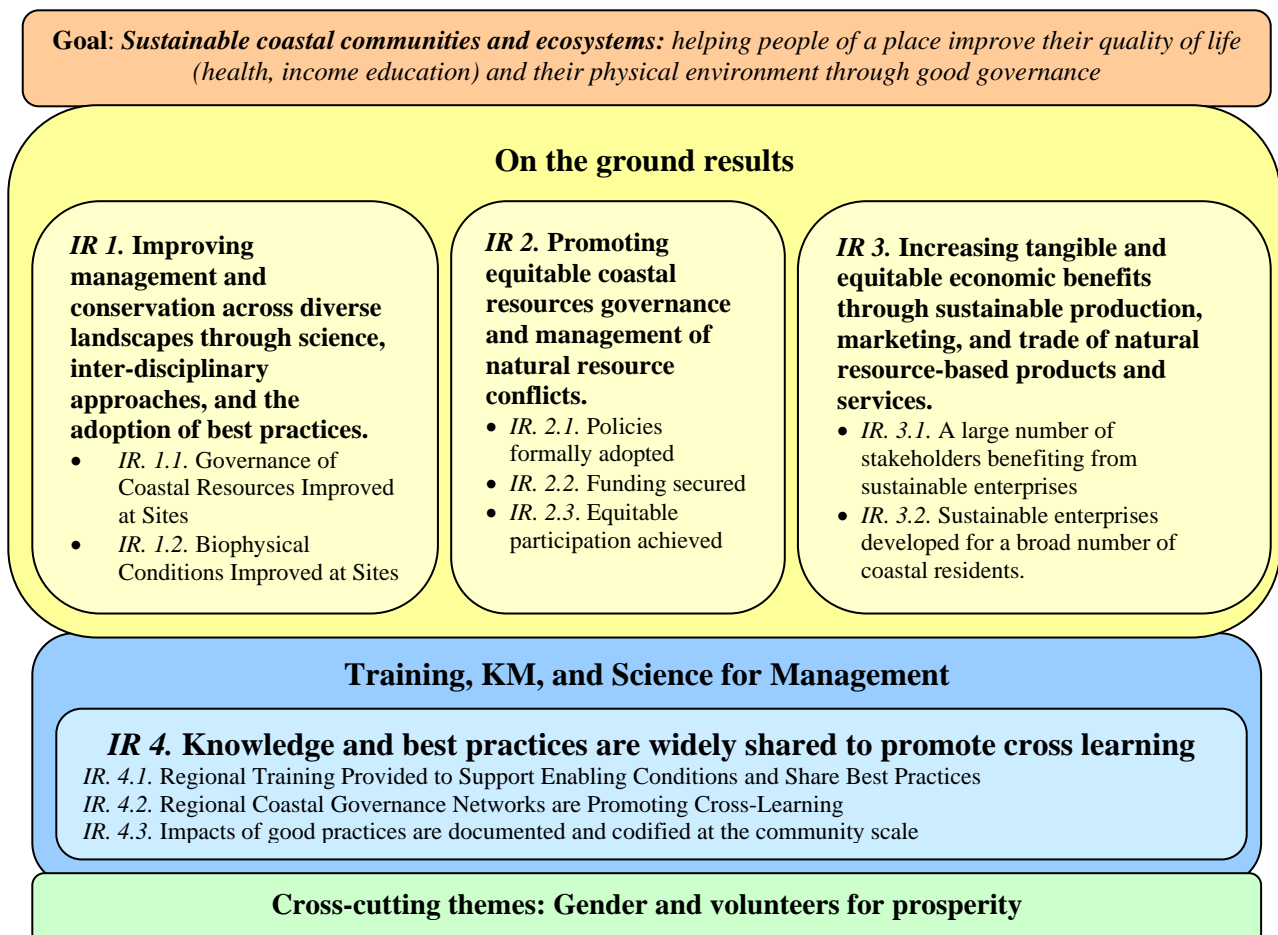 Goal: Sustainable coastal communities and ecosystems: helping people of a place improve their quality of life
(health, income education) and their physical environment through good governance
On the ground results
IR 1. Improving
management and
conservation across diverse
landscapes through science,
inter-disciplinary
approaches, and the
adoption of best practices.
• IR. 1.1. Governance of
Coastal Resources Improved
at Sites
• IR. 1.2. Biophysical
Conditions Improved at Sites
IR 2. Promoting
equitable coastal
resources governance
and management of
natural resource
conflicts.
• IR. 2.1. Policies
formally adopted
• IR. 2.2. Funding secured
• IR. 2.3. Equitable
participation achieved
IR 3. Increasing tangible and
equitable economic benefits
through sustainable production,
marketing, and trade of natural
resource-based products and
services.
• IR. 3.1. A large number of
stakeholders benefiting from
sustainable enterprises
• IR. 3.2. Sustainable enterprises
developed for a broad number of
coastal residents.
Training, KM, and Science for Management
IR 4. Knowledge and best practices are widely shared to promote cross learning
IR. 4.1. Regional Training Provided to Support Enabling Conditions and Share Best Practices
IR. 4.2. Regional Coastal Governance Networks are Promoting Cross-Learning
IR. 4.3. Impacts of good practices are documented and codified at the community scale
Cross-cutting themes: Gender and volunteers for prosperity